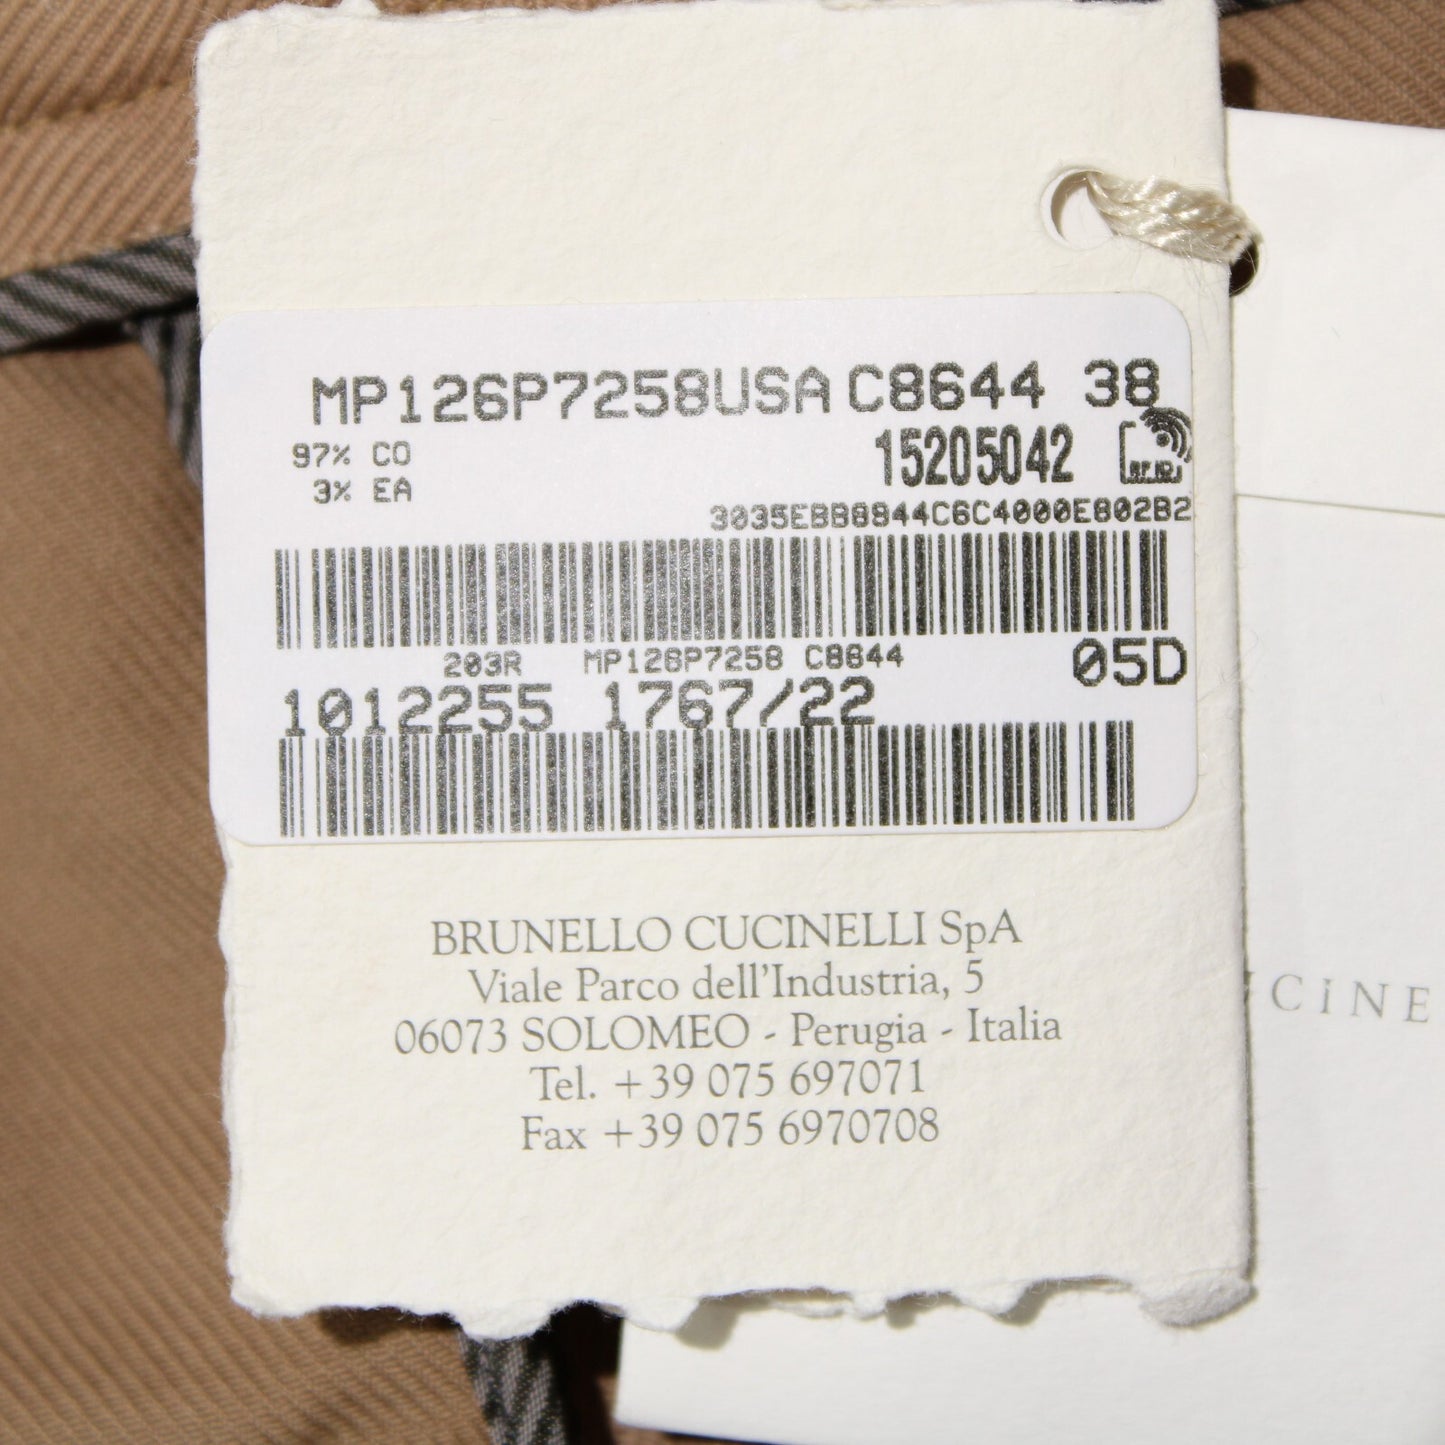 MP126P7258USA C8644 38
97% CO
15205042
RFID
3% EA
3035EBB8844C6C4000E802B2
203R MP126P7258 C8644
05D
1012255 1767/22
BRUNELLO CUCINELLI SpA
Viale Parco dell'Industria, 5
06073 SOLOMEO - Perugia - Italia
Tel. +39 075 697071
Fax +39 075 6970708
CINE